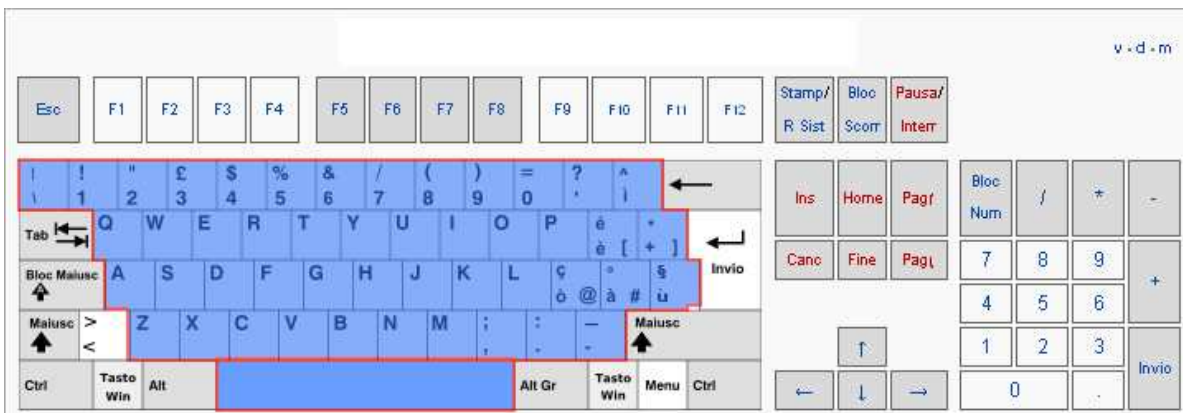 v · d · m
Esc F1 F2 F3 F4 F5 F6 F7 F8 F9 F10 F11 F12 Stamp/ Bloc Pausa/
R Sist Scorr Interr
| ! " £ $ % & / ( ) = ? ^
\ 1 2 3 4 5 6 7 8 9 0 ' ì
Ins Home Pag↑ Bloc Num / * -
Tab Q W E R T Y U I O P é *
è [ + ]
Invio
Canc Fine Pag↓ 7 8 9 +
Bloc Maiusc A S D F G H J K L ç ° §
ò @ à # ù
4 5 6
Maiusc > Z X C V B N M ; : _ Maiusc
< , . -
↑ 1 2 3 Invio
Ctrl Tasto Win Alt Alt Gr Tasto Win Menu Ctrl
← ↓ → 0 .